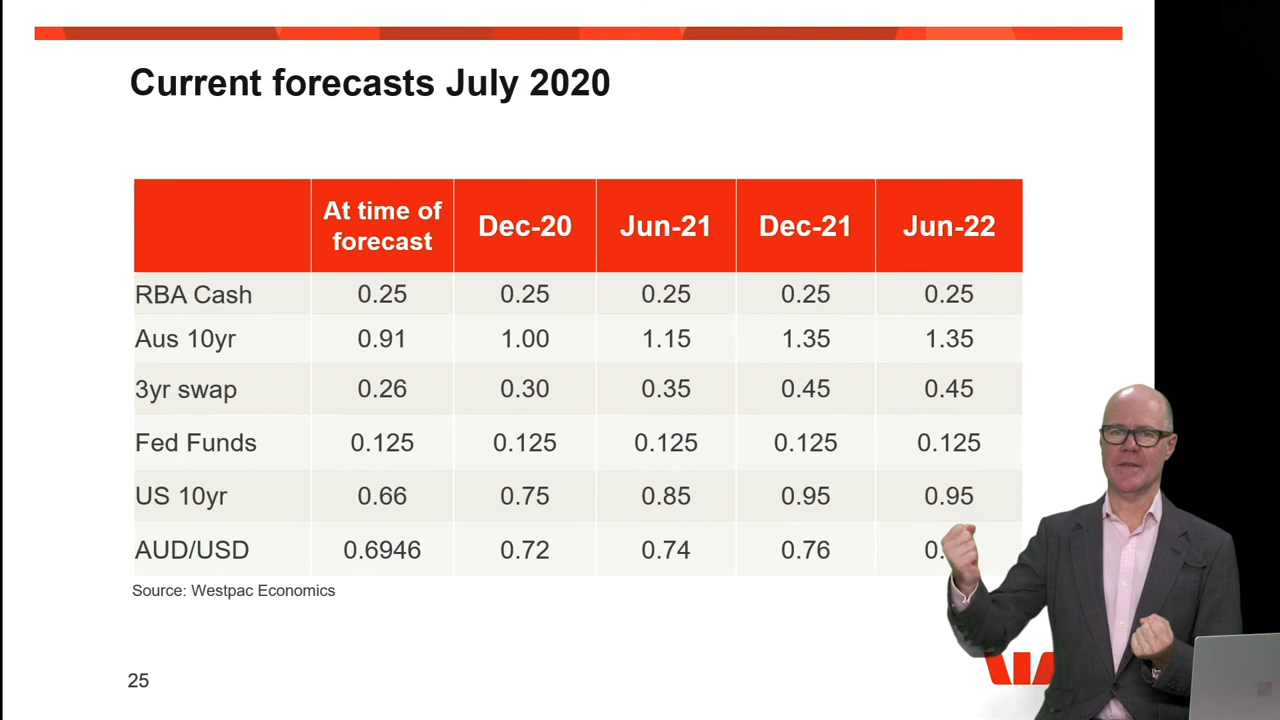 Current forecasts July 2020
At time of forecast Dec-20 Jun-21 Dec-21 Jun-22
RBA Cash 0.25 0.25 0.25 0.25 0.25
Aus 10yr 0.91 1.00 1.15 1.35 1.35
3yr swap 0.26 0.30 0.35 0.45 0.45
Fed Funds 0.125 0.125 0.125 0.125 0.125
US 10yr 0.66 0.75 0.85 0.95 0.95
AUD/USD 0.6946 0.72 0.74 0.76
Source: Westpac Economics
25